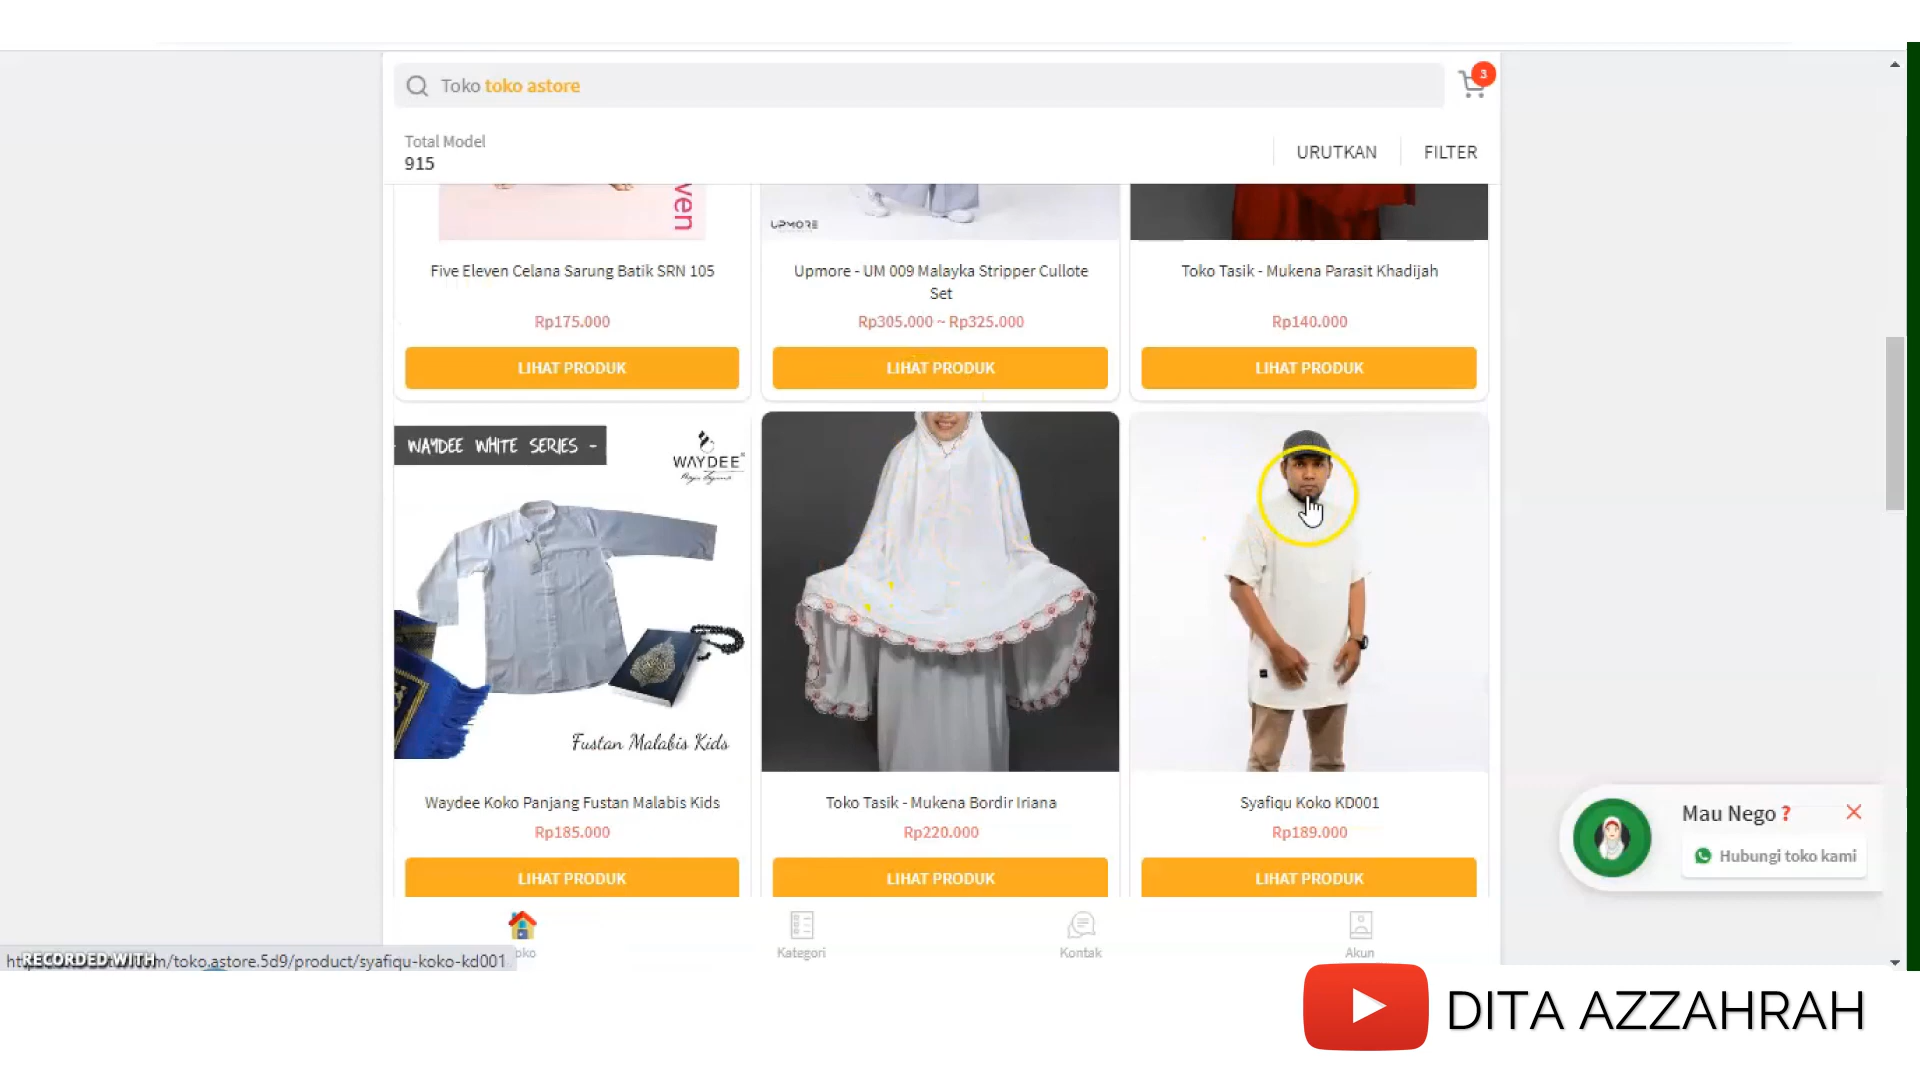 Toko toko astore
3
Total Model
915
URUTKAN
FILTER
ven
UPMORE
Five Eleven Celana Sarung Batik SRN 105
Rp175.000
LIHAT PRODUK
Upmore - UM 009 Malayka Stripper Cullote
Set
Rp305.000 ~ Rp325.000
LIHAT PRODUK
Toko Tasik - Mukena Parasit Khadijah
Rp140.000
LIHAT PRODUK
WAYDEE WHITE SERIES -
WAYDEE
Fustan Malabis Kids
Waydee Koko Panjang Fustan Malabis Kids
Rp185.000
LIHAT PRODUK
Toko Tasik - Mukena Bordir Iriana
Rp220.000
LIHAT PRODUK
Syafiqu Koko KD001
Rp189.000
LIHAT PRODUK
Mau Nego ?
Hubungi toko kami
Kategori
Kontak
Akun
RECORDED WITH
m/toko.astore.5d9/product/syafiqu-koko-kd001
DITA AZZAHRAH